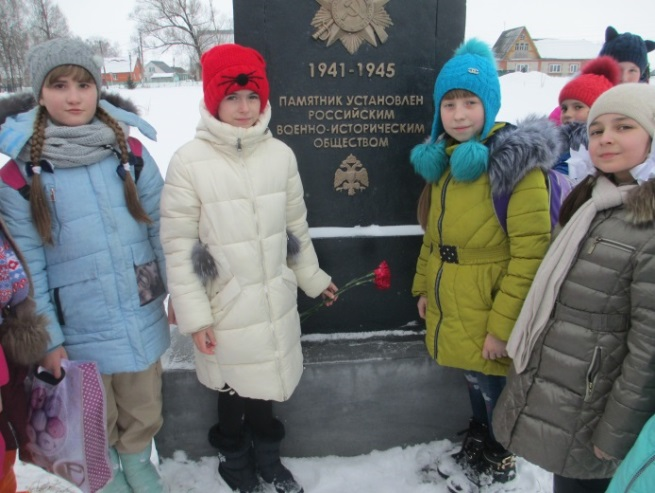 1941-1945
ПАМЯТНИК УСТАНОВЛЕН
РОССИЙСКИМ
ВОЕННО-ИСТОРИЧЕСКИМ
ОБЩЕСТВОМ